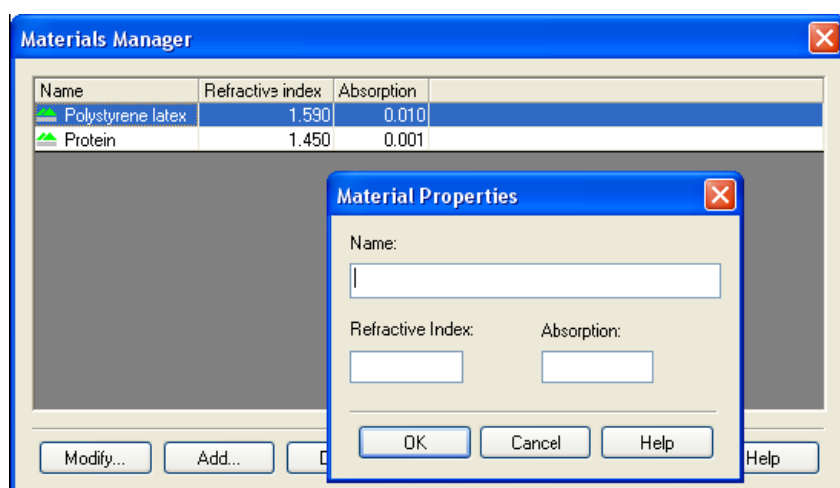 Materials Manager
Name Refractive index Absorption
Polystyrene latex 1.590 0.010
Protein 1.450 0.001
Material Properties
Name:
Refractive Index: Absorption:
OK Cancel Help
Modify... Add... Help